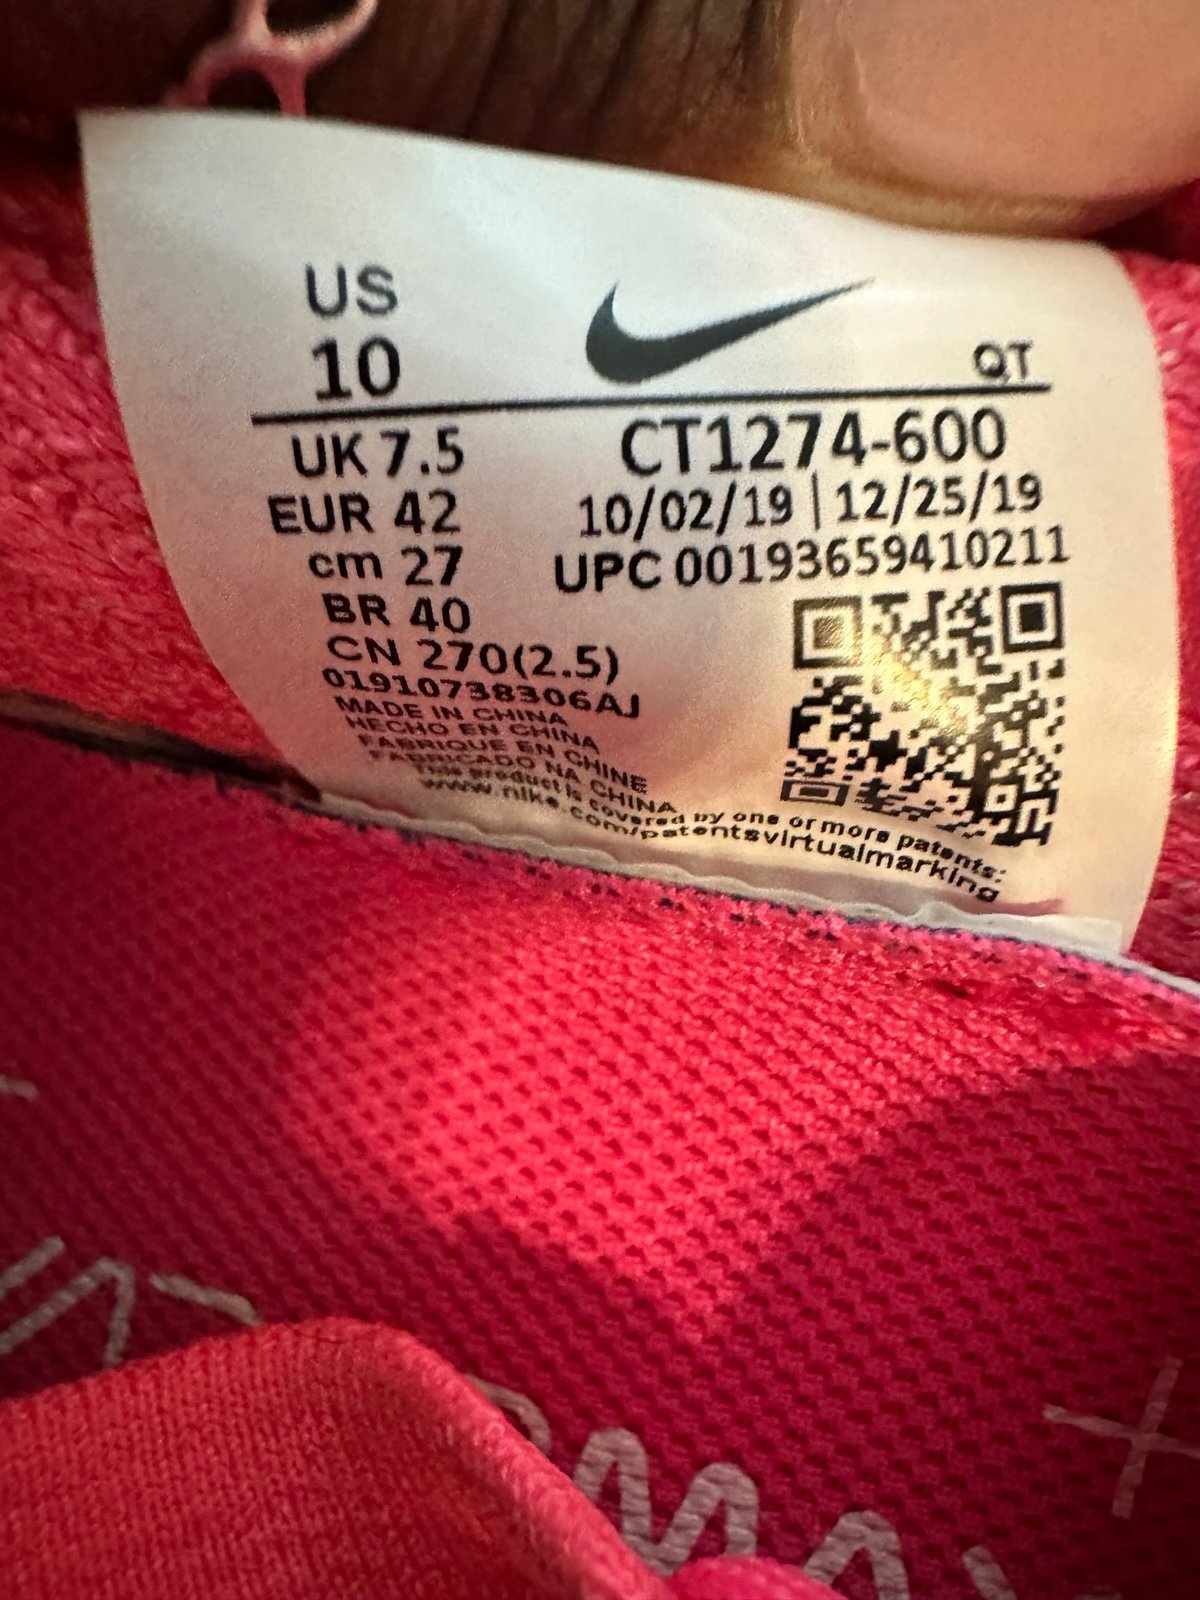 US
10
QT
UK 7.5
EUR 42
cm 27
BR 40
CN 270(2.5)
01910738306AJ
MADE IN CHINA
HECHO EN CHINA
FABRIQUE EN CHINE
FABRICADO NA CHINA
CT1274-600
10/02/19 | 12/25/19
UPC 00193659410211
This product is covered by one or more patents:
www.nike.com/patentsvirtualmarking